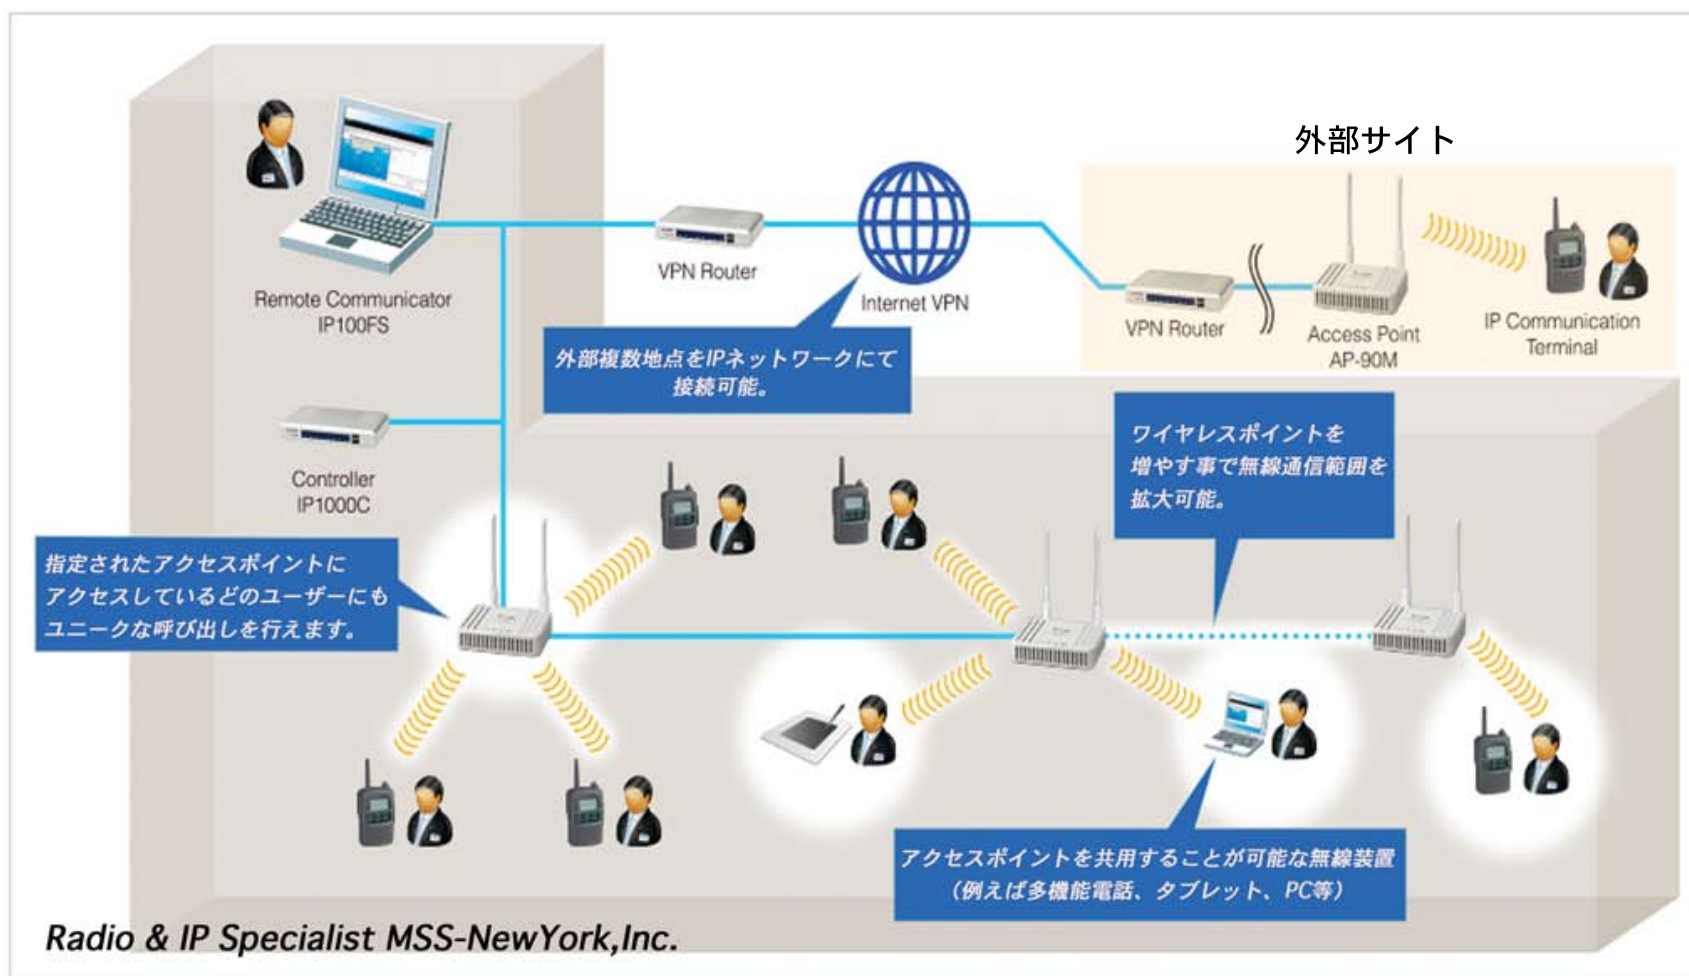 外部サイト
Remote Communicator
IP100FS
VPN Router
Internet VPN
VPN Router
Access Point
AP-90M
IP Communication
Terminal
外部複数地点をIPネットワークにて
接続可能。
Controller
IP1000C
ワイヤレスポイントを
増やす事で無線通信範囲を
拡大可能。
指定されたアクセスポイントに
アクセスしているどのユーザーにも
ユニークな呼び出しを行えます。
アクセスポイントを共用することが可能な無線装置
（例えば多機能電話、タブレット、PC等）
Radio & IP Specialist MSS-NewYork,Inc.